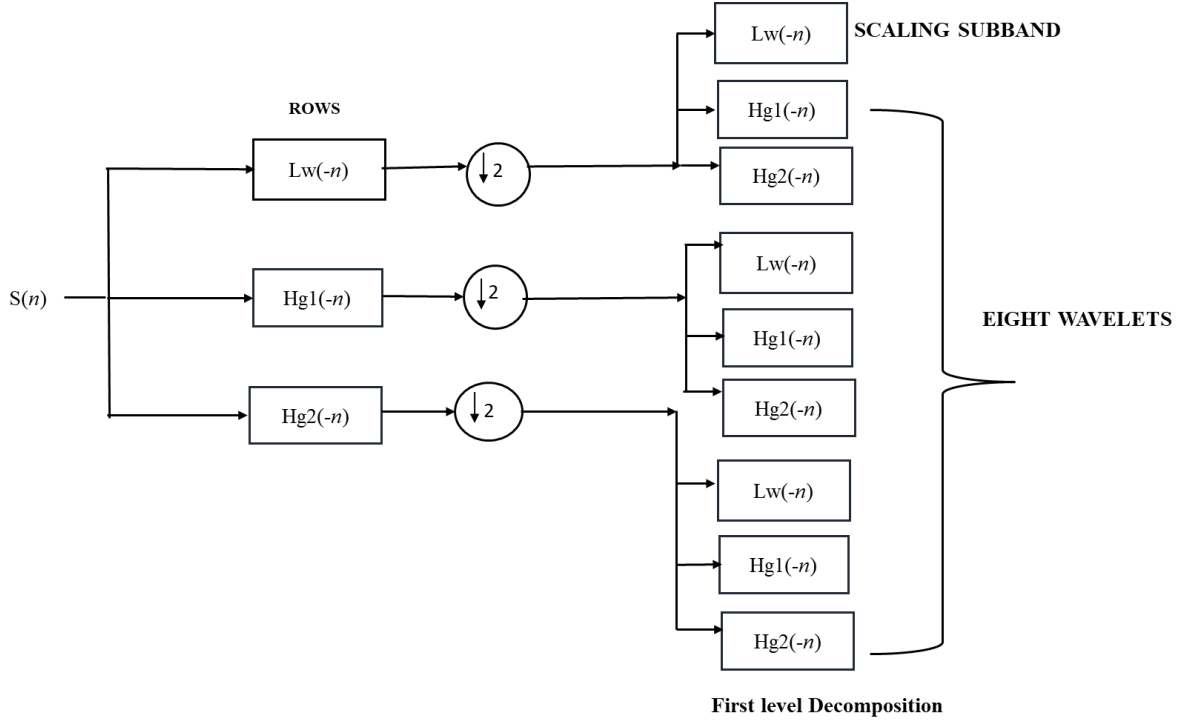 Lw(-n)
SCALING SUBBAND
ROWS
Hg1(-n)
Lw(-n)
↓2
Hg2(-n)
Lw(-n)
S(n)
Hg1(-n)
↓2
EIGHT WAVELETS
Hg1(-n)
Hg2(-n)
↓2
Hg2(-n)
Lw(-n)
Hg1(-n)
Hg2(-n)
First level Decomposition